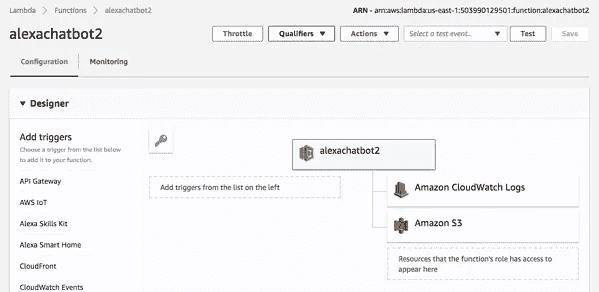 Lambda > Functions > alexachatbot2
ARN - arn:aws:lambda:us-east-1:503990129501:function:alexachatbot2
alexachatbot2
Throttle
Qualifiers
Actions
Select a test event..
Test
Save
Configuration
Monitoring
Designer
Add triggers
Choose a trigger from the list below
to add it to your function.
API Gateway
AWS IoT
Alexa Skills Kit
Alexa Smart Home
CloudFront
CloudWatch Events
alexachatbot2
Add triggers from the list on the left
Amazon CloudWatch Logs
Amazon S3
Resources that the function's role has access to
appear here